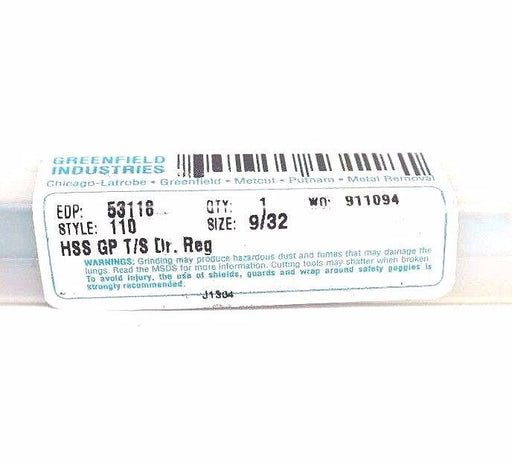 GREENFIELD
INDUSTRIES
Chicago-Latrobe • Greenfield • Metcut • Putnam • Metal Removal
EDP: 53118 QTY: 1 WO: 911094
STYLE: 110 SIZE: 9/32
HSS GP T/S Dr. Reg
WARNINGS: Grinding may produce hazardous dust and fumes that may damage the
lungs. Read the MSDS for more information. Cutting tools may shatter when broken.
To avoid injury, the use of shields, guards and wrap around safety goggles is
strongly recommended.
J1364